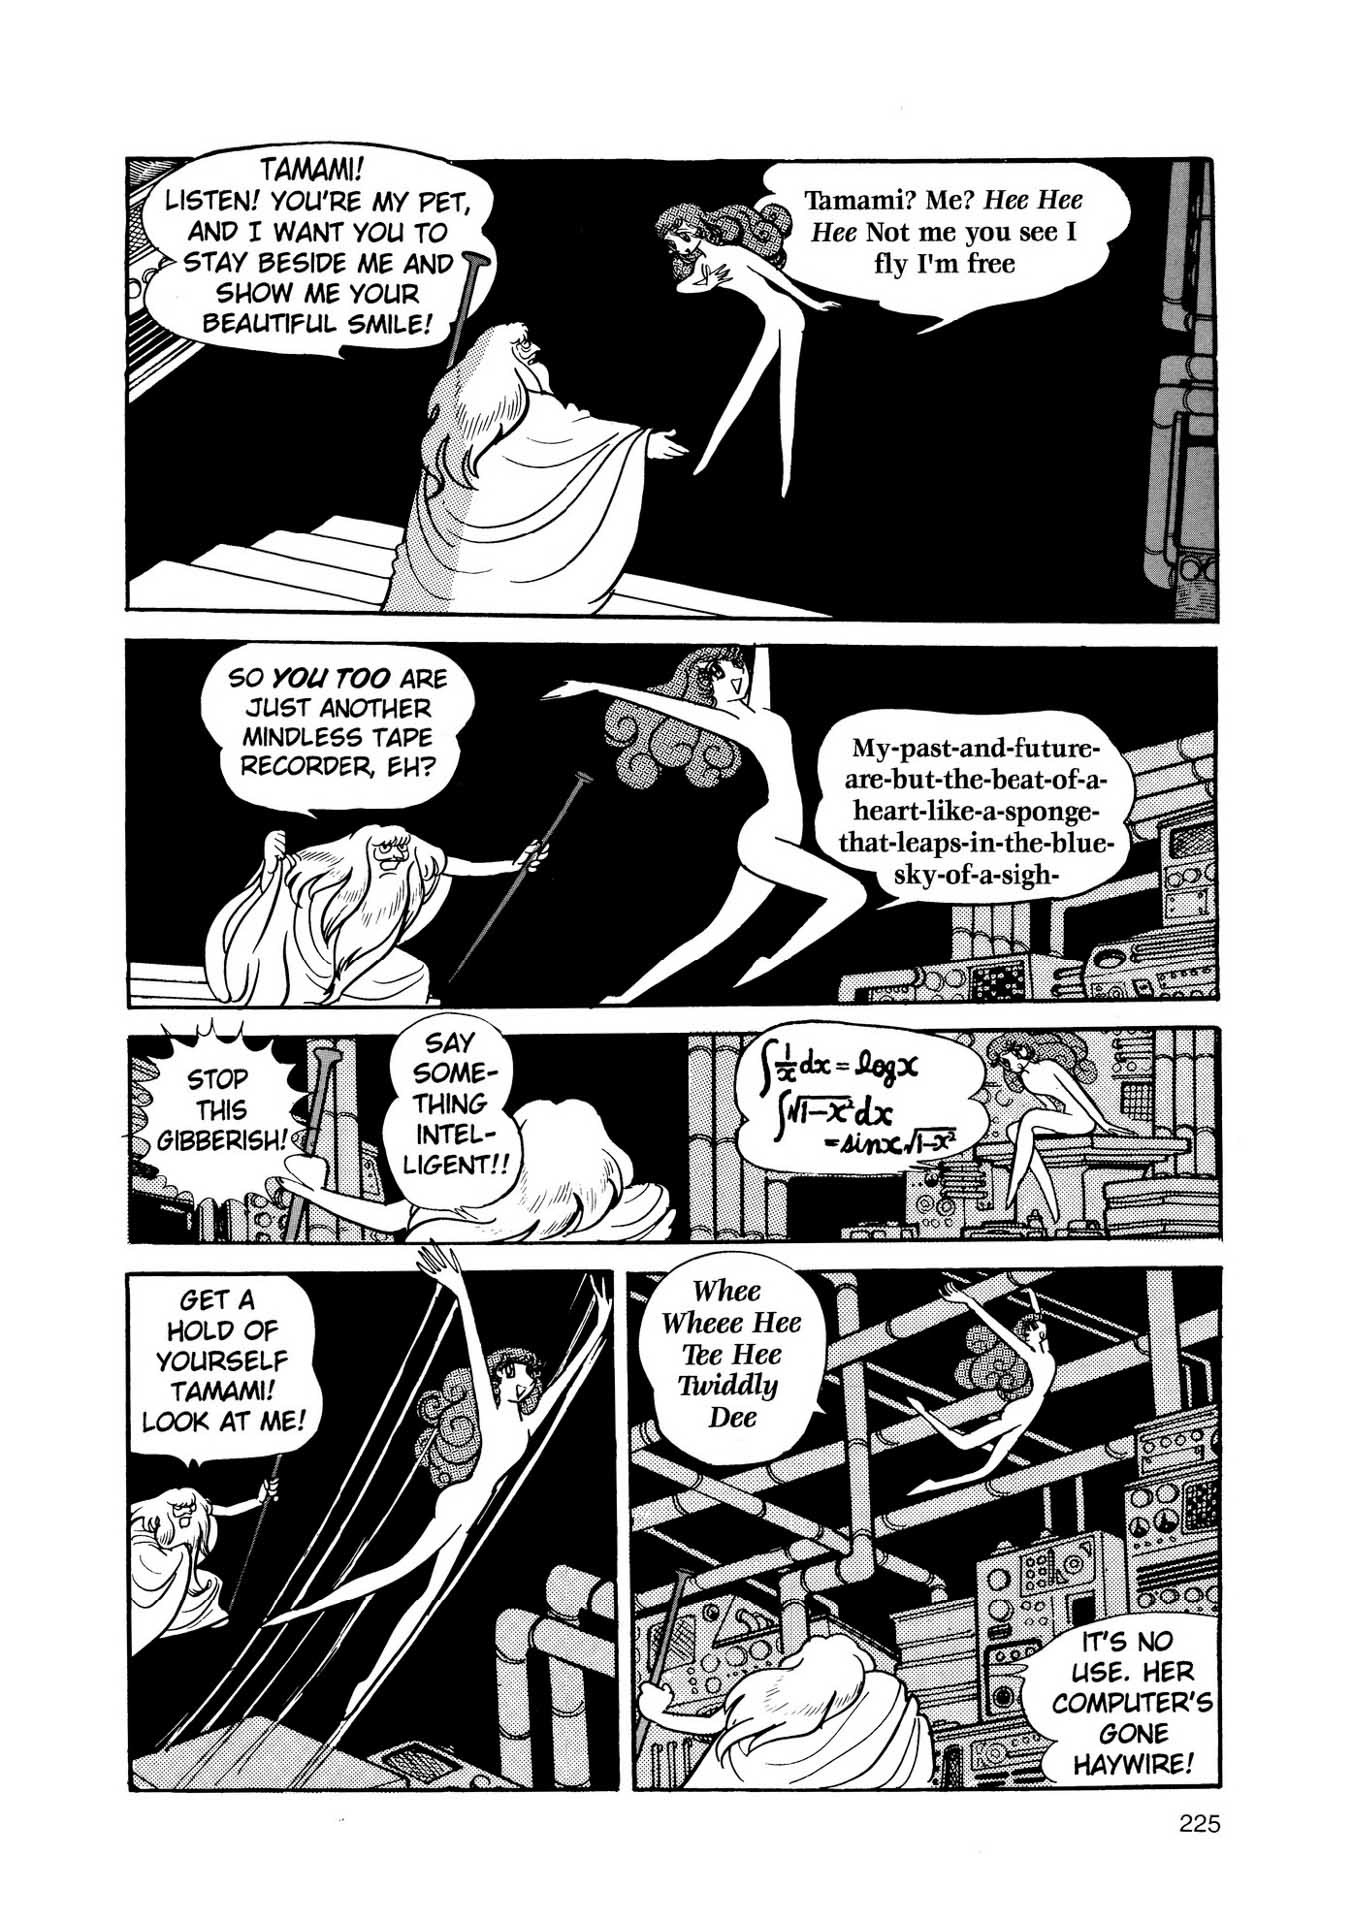 TAMAMI!
LISTEN! YOU'RE MY PET,
AND I WANT YOU TO
STAY BESIDE ME AND
SHOW ME YOUR
BEAUTIFUL SMILE!
Tamami? Me? Hee Hee
Hee Not me you see I
fly I'm free
SO YOU TOO ARE
JUST ANOTHER
MINDLESS TAPE
RECORDER, EH?
My-past-and-future-
are-but-the-beat-of-a-
heart-like-a-sponge-
that-leaps-in-the-blue-
sky-of-a-sigh-
STOP
THIS
GIBBERISH!
SAY
SOME-
THING
INTEL-
LIGENT!!
∫1/x dx = log x
∫√1-x² dx
= sin x √1-x²
GET A
HOLD OF
YOURSELF
TAMAMI!
LOOK AT ME!
Whee
Wheee Hee
Tee Hee
Twiddly
Dee
IT'S NO
USE. HER
COMPUTER'S
GONE
HAYWIRE!
225